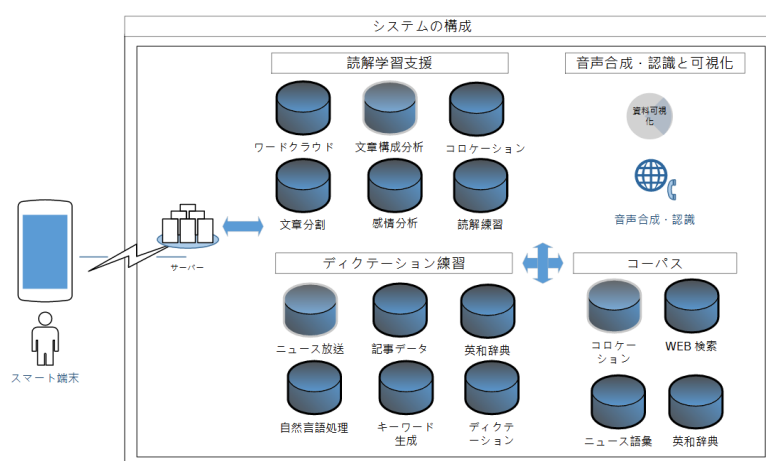 システムの構成
読解学習支援
音声合成・認識と可視化
ワードクラウド
文章構成分析
コロケーション
資料可視
化
文章分割
感情分析
読解練習
音声合成・認識
サーバー
スマート端末
ディクテーション練習
コーパス
ニュース放送
記事データ
英和辞典
コロケー
ション
WEB 検索
自然言語処理
キーワード
生成
ディクテ
ーション
ニュース語彙
英和辞典